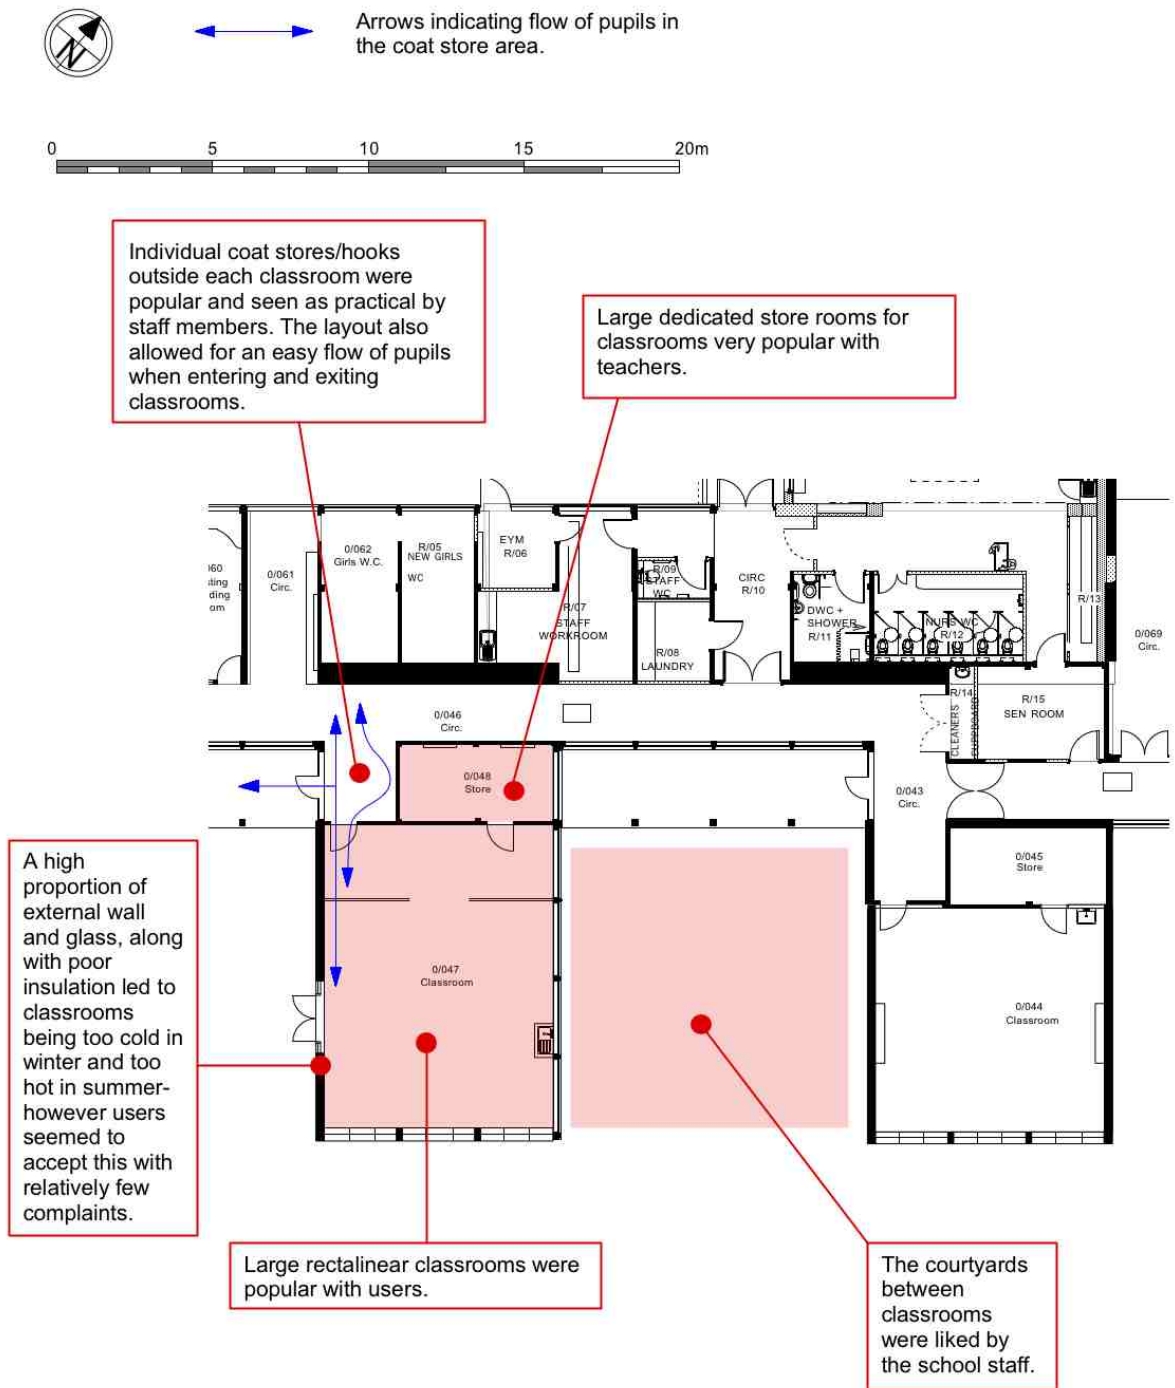 N
Arrows indicating flow of pupils in
the coat store area.
0 5 10 15 20m
Individual coat stores/hooks
outside each classroom were
popular and seen as practical by
staff members. The layout also
allowed for an easy flow of pupils
when entering and exiting
classrooms.
Large dedicated store rooms for
classrooms very popular with
teachers.
0/061
Circ.
0/062
Girls W.C.
R/05
NEW GIRLS
WC
EYM
R/06
R/07
STAFF
WORKROOM
R/09
STAFF
WC
R/08
LAUNDRY
CIRC
R/10
DWC +
SHOWER
R/11
NURS WC
R/12
R/13
0/069
Circ.
R/14
CLEANERS
CUPPBOARD
R/15
SEN ROOM
0/046
Circ.
0/048
Store
0/043
Circ.
0/045
Store
0/047
Classroom
0/044
Classroom
A high
proportion of
external wall
and glass, along
with poor
insulation led to
classrooms
being too cold in
winter and too
hot in summer-
however users
seemed to
accept this with
relatively few
complaints.
Large rectalinear classrooms were
popular with users.
The courtyards
between
classrooms
were liked by
the school staff.